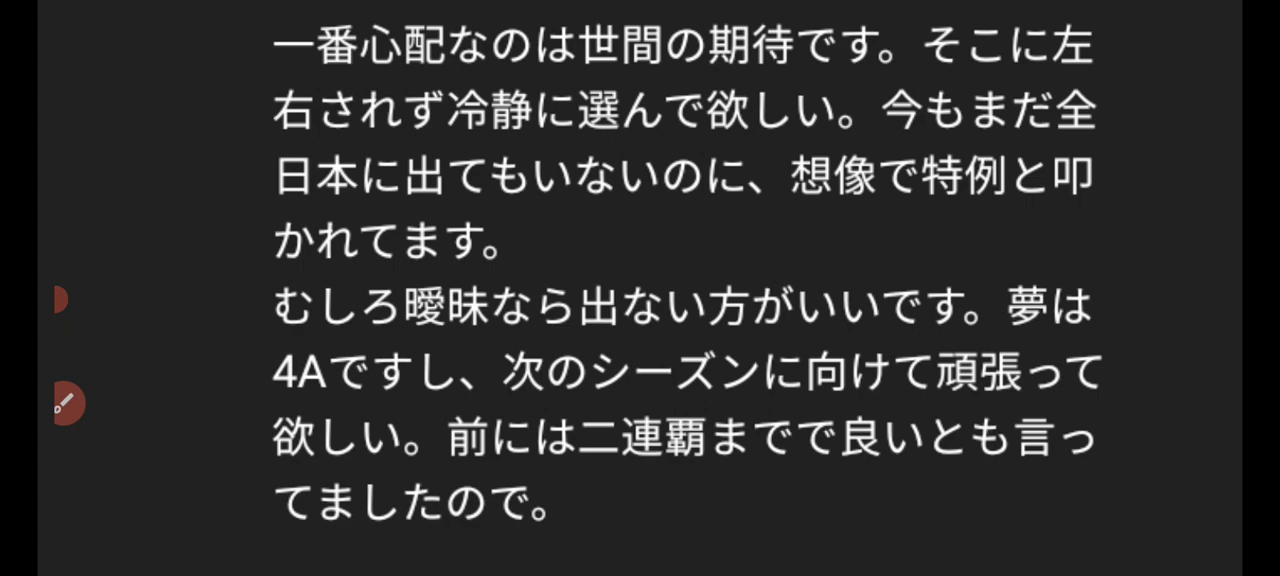 一番心配なのは世間の期待です。そこに左
右されず冷静に選んで欲しい。今もまだ全
日本に出てもいないのに、想像で特例と叩
かれてます。
むしろ曖昧なら出ない方がいいです。夢は
4Aですし、次のシーズンに向けて頑張って
欲しい。前には二連覇までで良いとも言っ
てましたので。